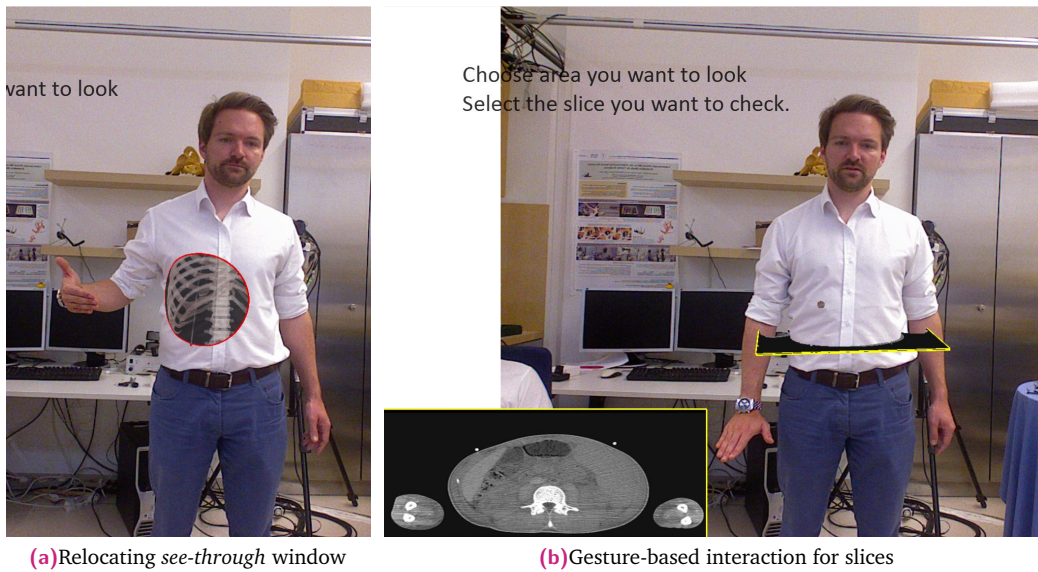 want to look
Choose area you want to look
Select the slice you want to check.
(a)Relocating see-through window
(b)Gesture-based interaction for slices